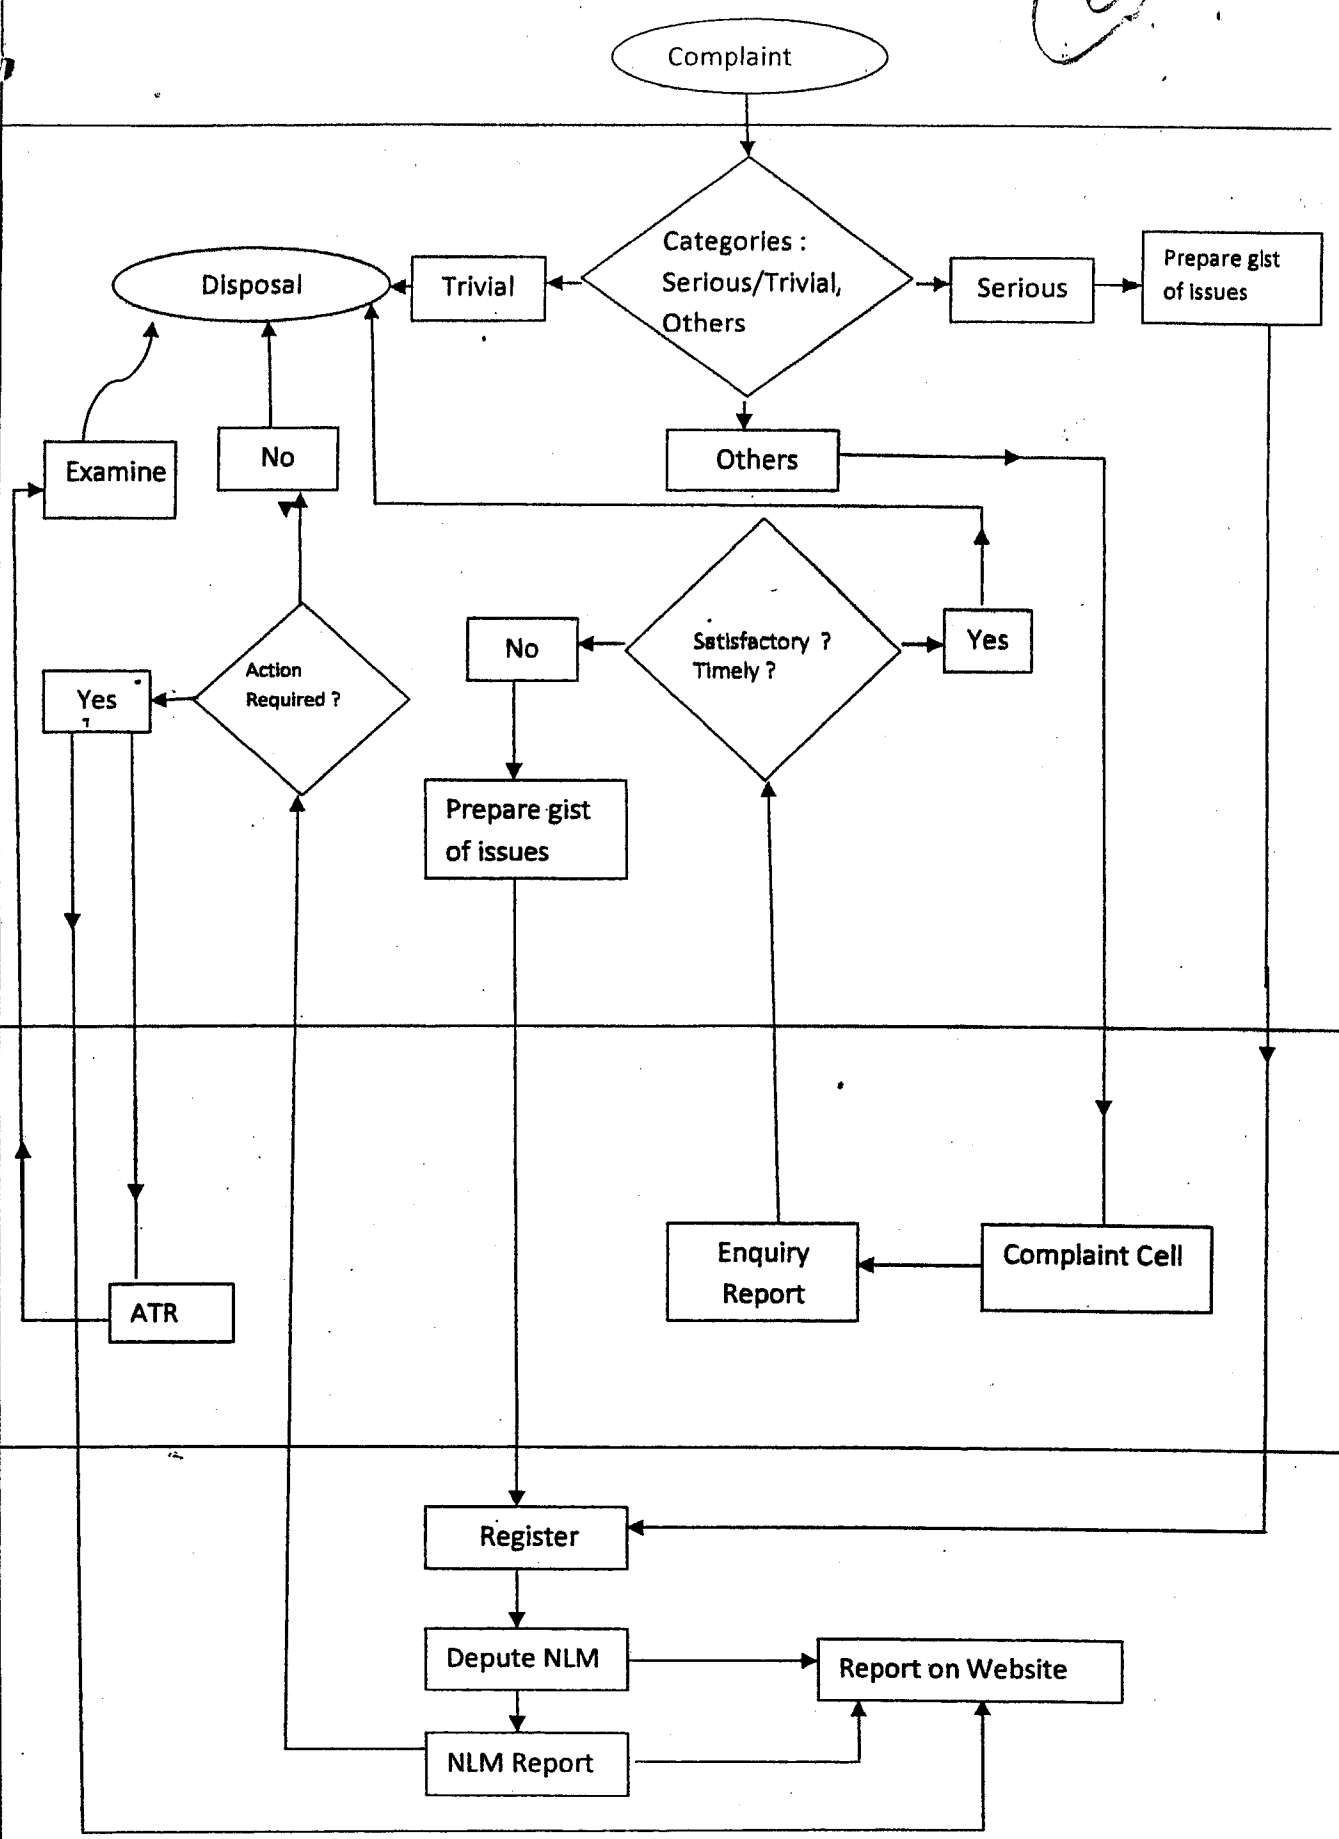 Complaint
Categories :
Serious/Trivial,
Others
Disposal
Trivial
Serious
Prepare gist
of issues
Examine
No
Others
Action
Required ?
Yes
No
Satisfactory ?
Timely ?
Yes
Prepare gist
of issues
ATR
Enquiry
Report
Complaint Cell
Register
Depute NLM
Report on Website
NLM Report